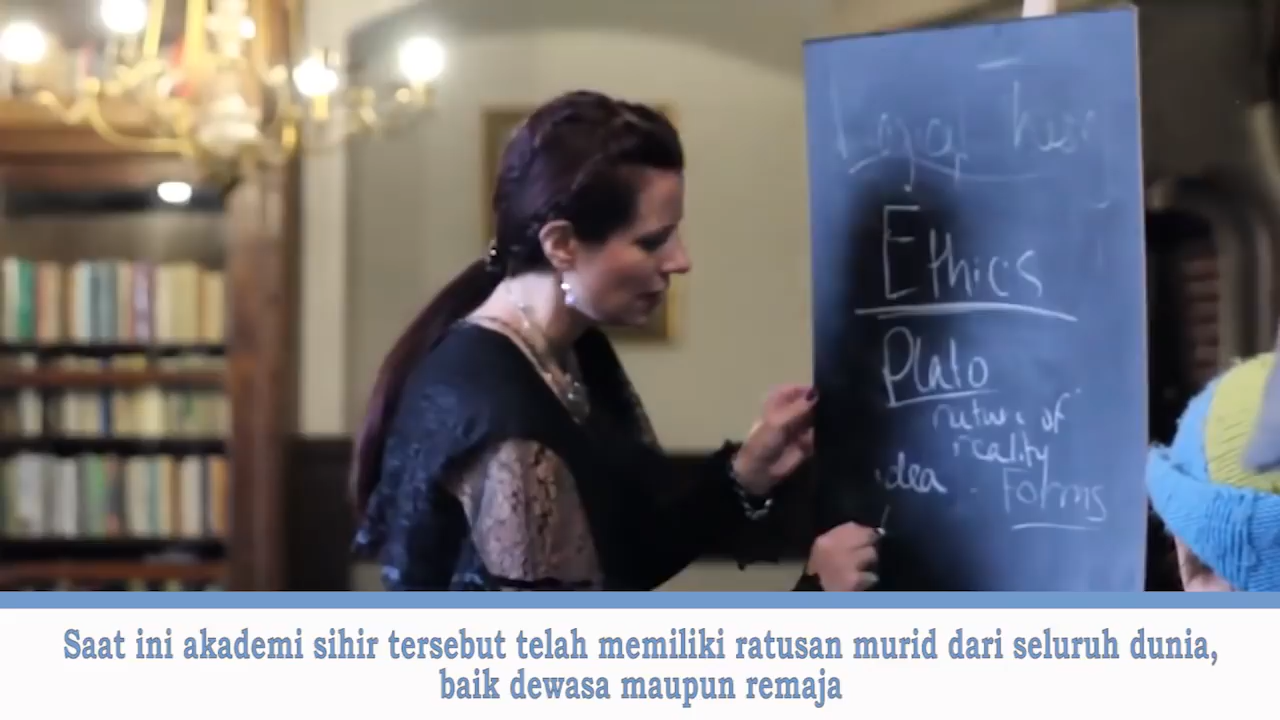 Ethics
Plato
nature of
reality
idea - Forms
Saat ini akademi sihir tersebut telah memiliki ratusan murid dari seluruh dunia,
baik dewasa maupun remaja